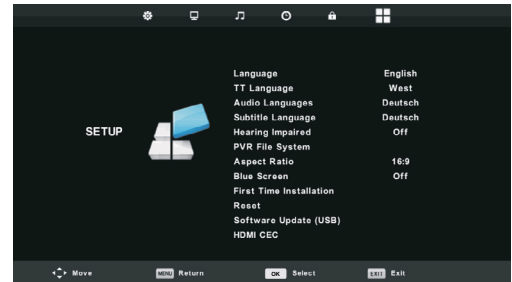 SETUP
Language English
TT Language West
Audio Languages Deutsch
Subtitle Language Deutsch
Hearing Impaired Off
PVR File System
Aspect Ratio 16:9
Blue Screen Off
First Time Installation
Reset
Software Update (USB)
HDMI CEC
Move MENU Return OK Select EXIT Exit